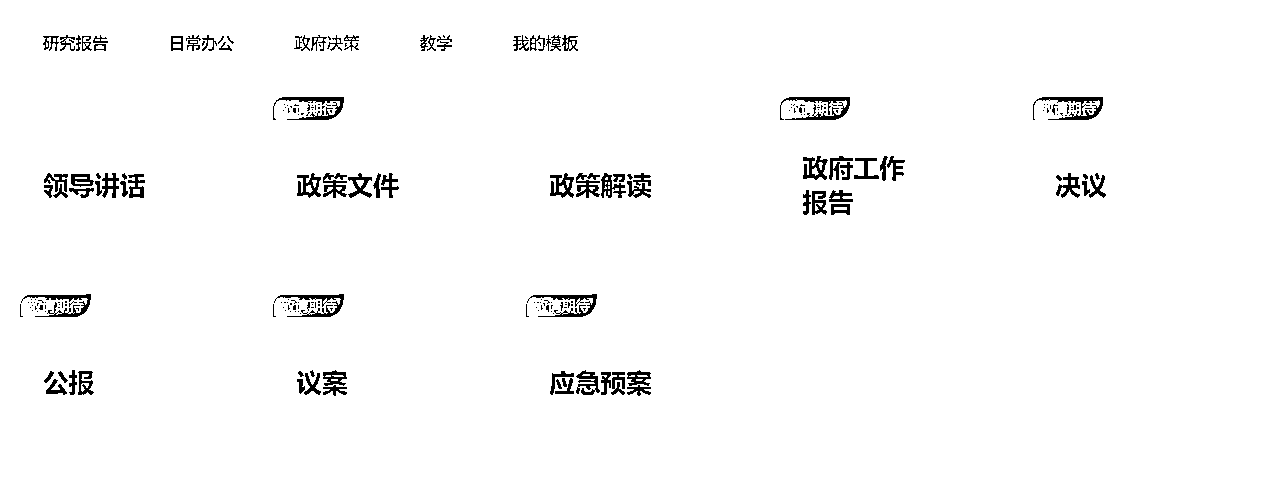 研究报告 日常办公 政府决策 教学 我的模板
敬请期待 敬请期待 敬请期待
领导讲话 政策文件 政策解读 政府工作报告 决议
敬请期待 敬请期待 敬请期待
公报 议案 应急预案